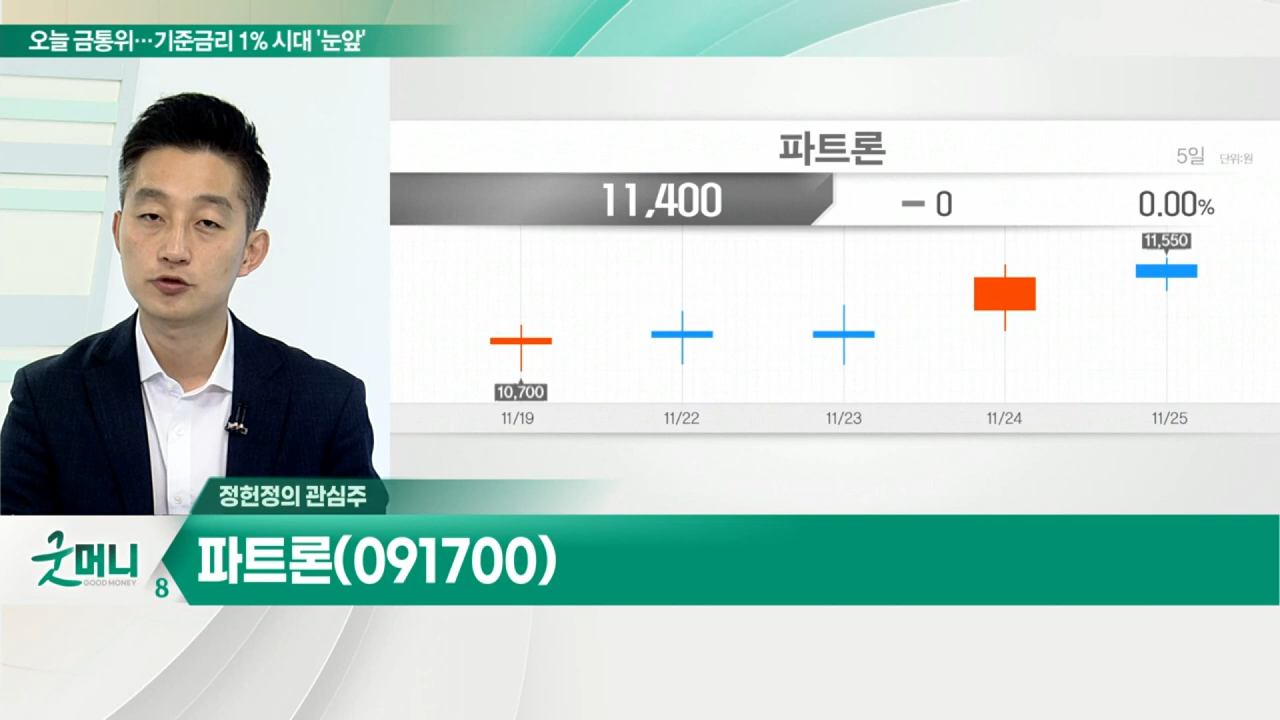 오늘 금통위…기준금리 1% 시대 '눈앞'
파트론
5일 단위:원
11,400 0 0.00%
11,550
10,700
11/19 11/22 11/23 11/24 11/25
정헌정의 관심주
굿머니
GOOD MONEY
8
파트론(091700)